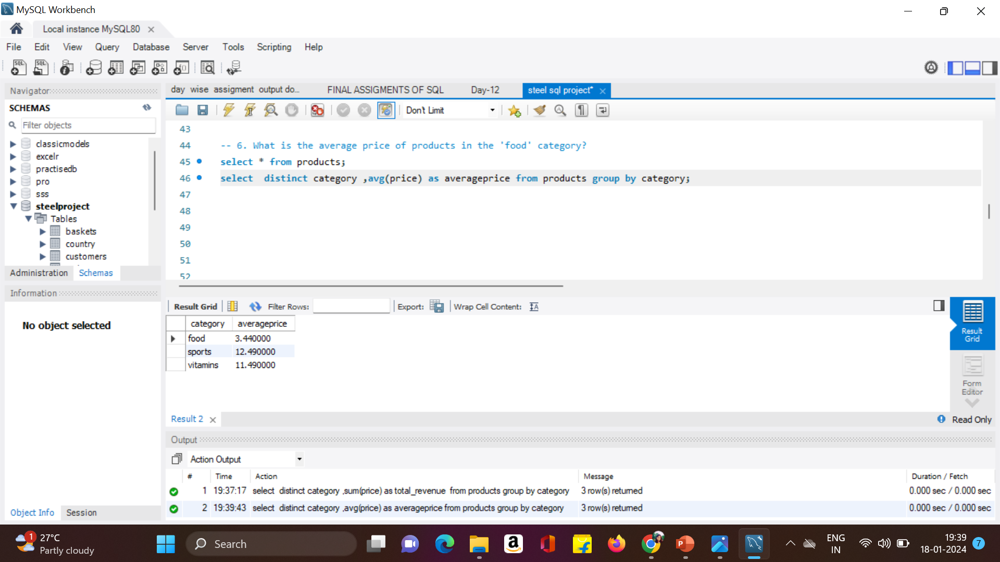 MySQL Workbench
Local instance MySQL80
File Edit View Query Database Server Tools Scripting Help
Navigator
SCHEMAS
Filter objects
classicmodels
excelr
practisedb
pro
sss
steelproject
Tables
baskets
country
customers
Administration Schemas
Information
No object selected
Object Info Session
day wise assigment output do... FINAL ASSIGMENTS OF SQL Day-12 steel sql project*
Don't Limit
43
44 -- 6. What is the average price of products in the 'food' category?
45 select * from products;
46 select  distinct category ,avg(price) as averageprice from products group by category;
47
48
49
50
51
52
Result Grid Filter Rows: Export: Wrap Cell Content:
category averageprice
food 3.440000
sports 12.490000
vitamins 11.490000
Result Grid
Form Editor
Result 2 Read Only
Output
Action Output
# Time Action Message Duration / Fetch
1 19:37:17 select  distinct category ,sum(price) as total_revenue  from products group by category 3 row(s) returned 0.000 sec / 0.000 sec
2 19:39:43 select  distinct category ,avg(price) as averageprice from products group by category 3 row(s) returned 0.000 sec / 0.000 sec
1 27°C
Partly cloudy
Search
ENG
IN
19:39
18-01-2024
7